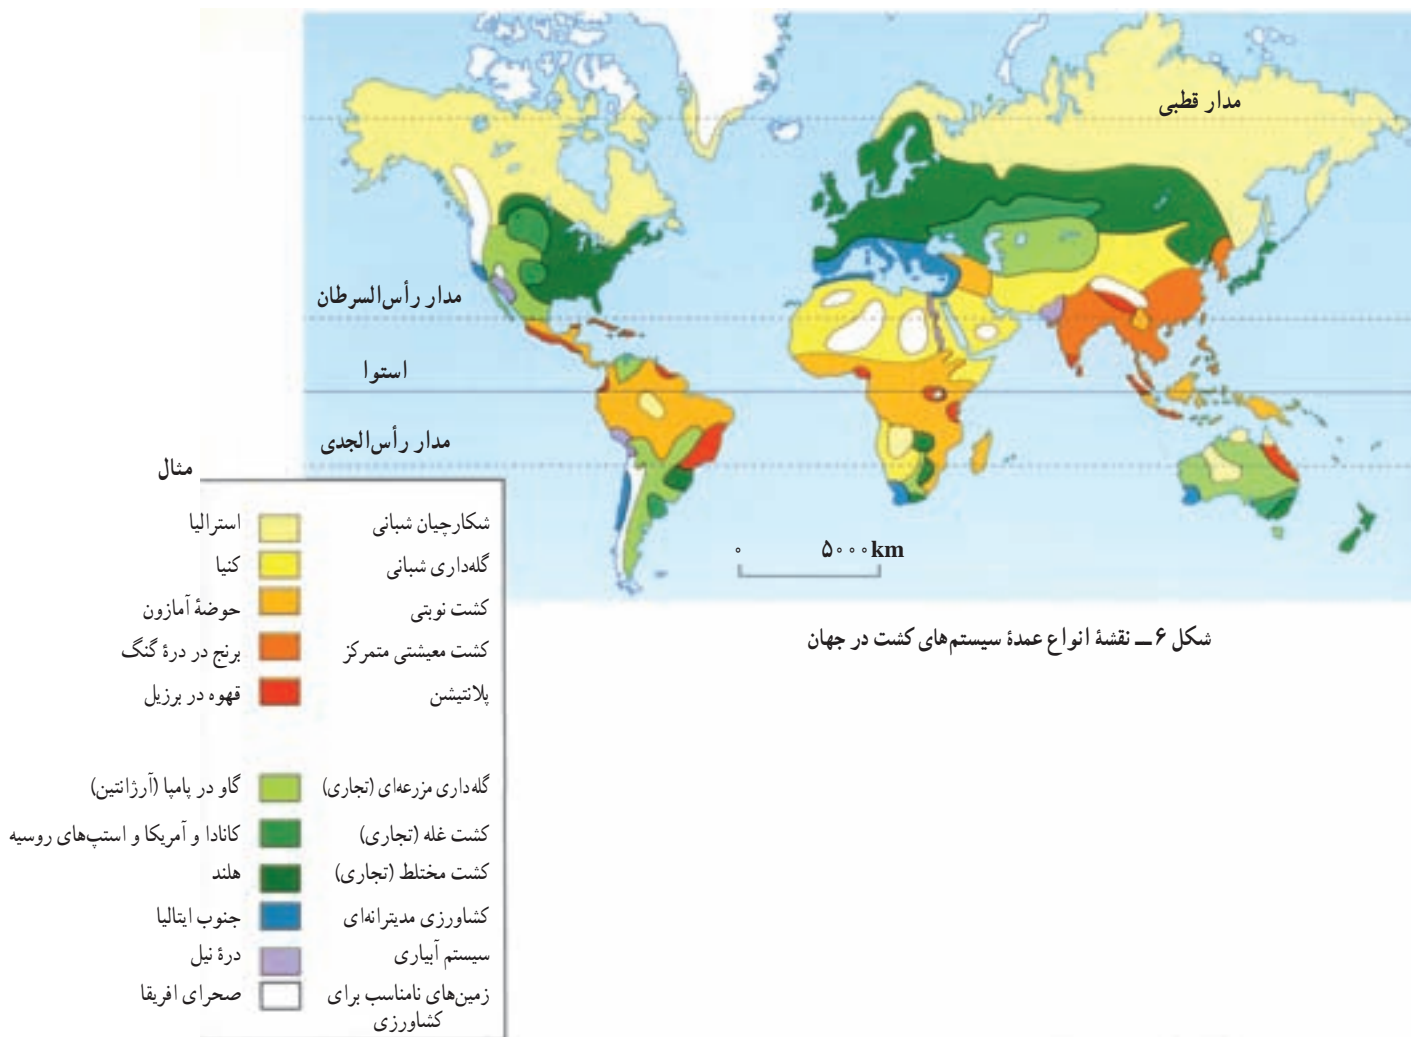 مدار قطبی
مدار رأس‌السرطان
استوا
مدار رأس‌الجدی
۰ ۵۰۰۰km
شکل ۶ــ نقشهٔ انواع عمدهٔ سیستم‌های کشت در جهان
مثال
شکارچیان شبانی استرالیا
گله‌داری شبانی کنیا
کشت نوبتی حوضهٔ آمازون
کشت معیشتی متمرکز برنج در درهٔ گنگ
پلانتیشن قهوه در برزیل
گله‌داری مزرعه‌ای (تجاری) گاو در پامپا (آرژانتین)
کشت غله (تجاری) کانادا و آمریکا و استپ‌های روسیه
کشت مختلط (تجاری) هلند
کشاورزی مدیترانه‌ای جنوب ایتالیا
سیستم آبیاری درهٔ نیل
زمین‌های نامناسب برای صحرای افریقا
کشاورزی